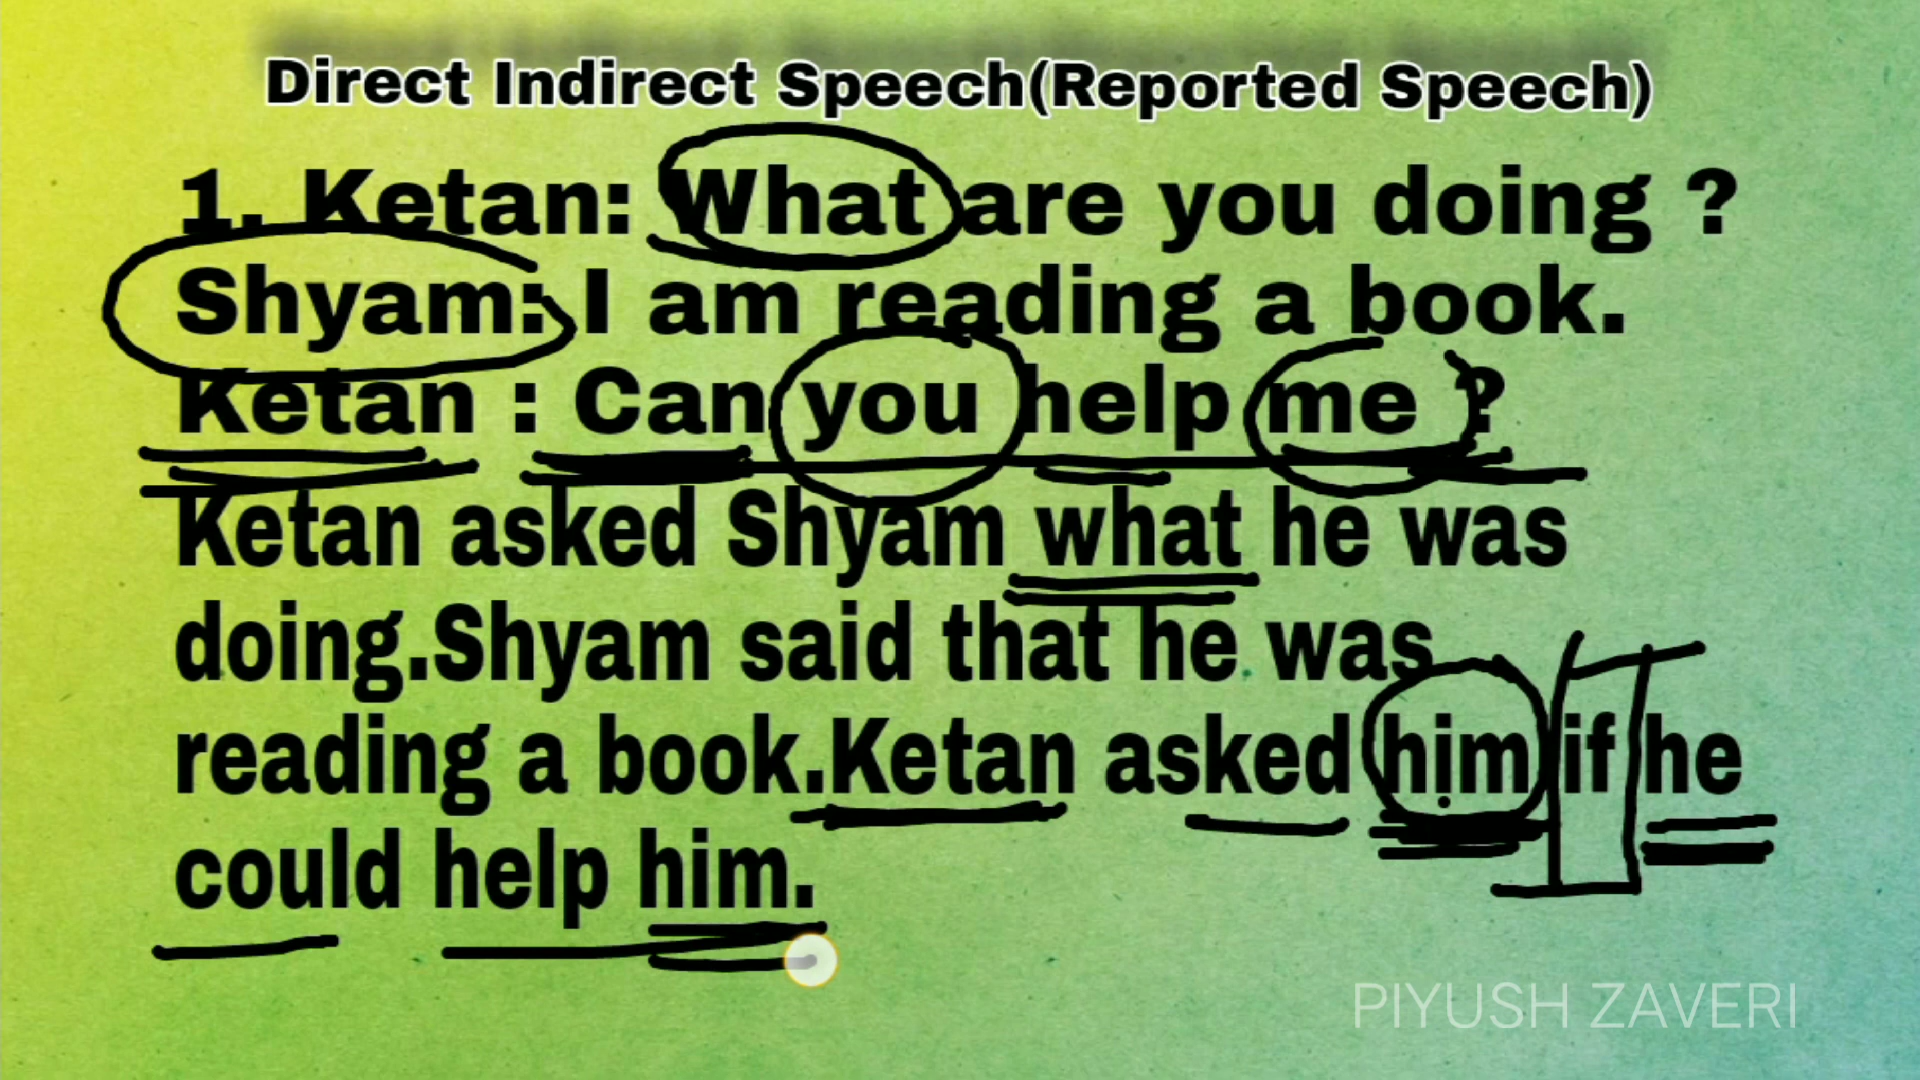 Direct Indirect Speech(Reported Speech)
1. Ketan: What are you doing ?
Shyam: I am reading a book.
Ketan : Can you help me ?
Ketan asked Shyam what he was
doing.Shyam said that he was
reading a book.Ketan asked him if he
could help him.
PIYUSH ZAVERI